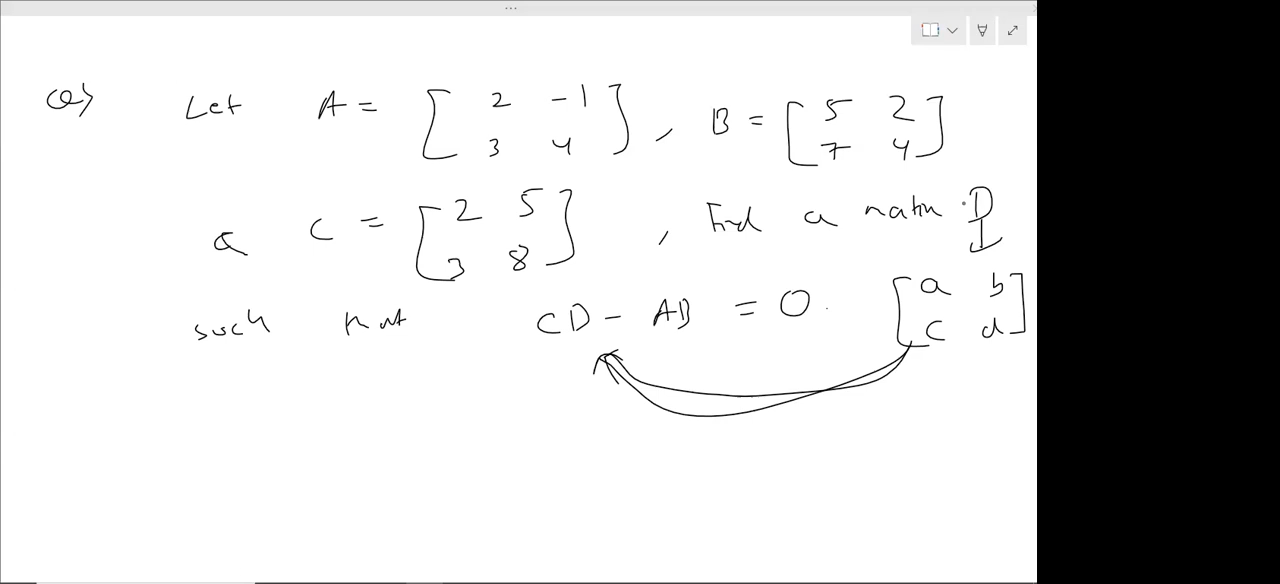 Q) Let A = [ 2 -1 3 4 ] , B = [ 5 2 7 4 ]
a C = [ 2 5 3 8 ] , Find a matrix D
such that CD - AB = 0. [ a b c d ]